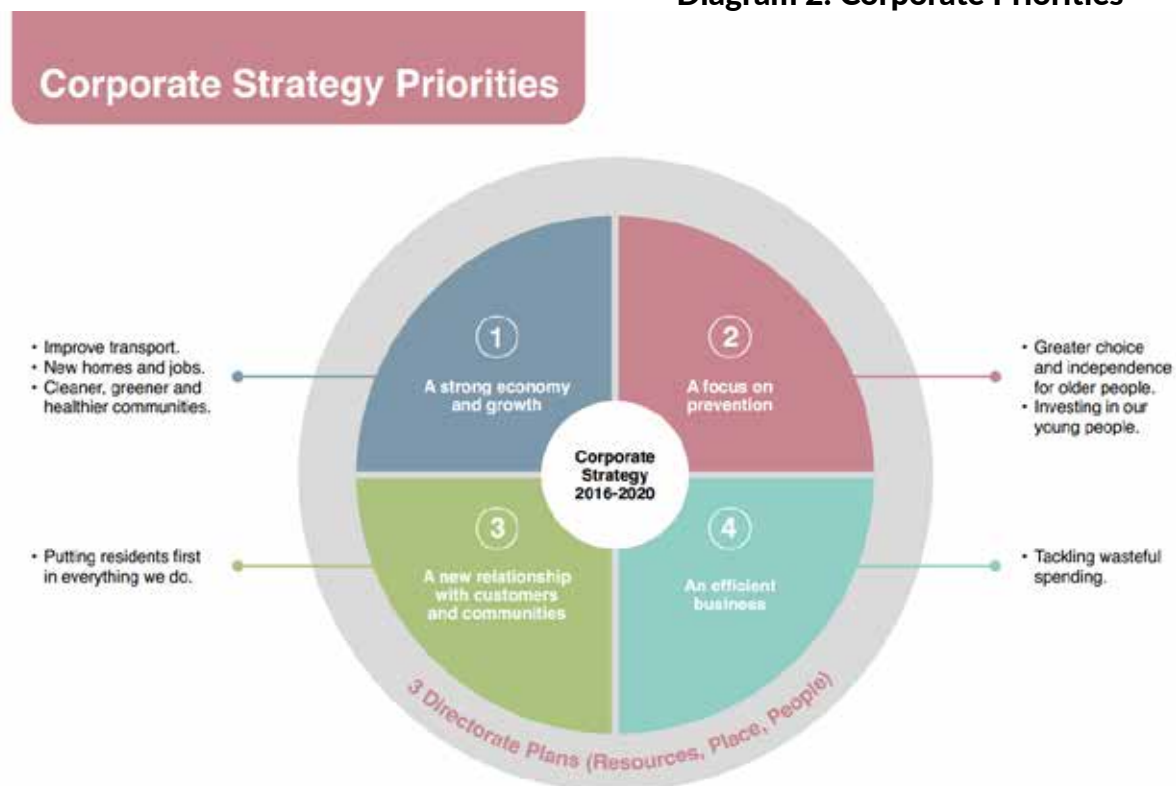 Diagram 2: Corporate Priorities
Corporate Strategy Priorities
1
A strong economy
and growth
• Improve transport.
• New homes and jobs.
• Cleaner, greener and
healthier communities.
2
A focus on
prevention
• Greater choice
and independence
for older people.
• Investing in our
young people.
Corporate
Strategy
2016-2020
3
A new relationship
with customers
and communities
• Putting residents first
in everything we do.
4
An efficient
business
• Tackling wasteful
spending.
3 Directorate Plans (Resources, Place, People)